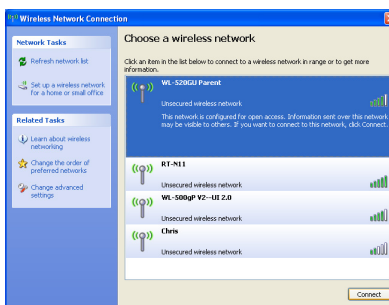 Wireless Network Connection
Network Tasks
Refresh network list
Set up a wireless network
for a home or small office
Related Tasks
Learn about wireless
networking
Change the order of
preferred networks
Change advanced
settings
Choose a wireless network
Click an item in the list below to connect to a wireless network in range or to get more
information.
WL-520GU Parent
Unsecured wireless network
This network is configured for open access. Information sent over this network
may be visible to others. If you want to connect to this network, click Connect.
RT-N11
Unsecured wireless network
WL-500gP V2--UI 2.0
Unsecured wireless network
Chris
Unsecured wireless network
Connect